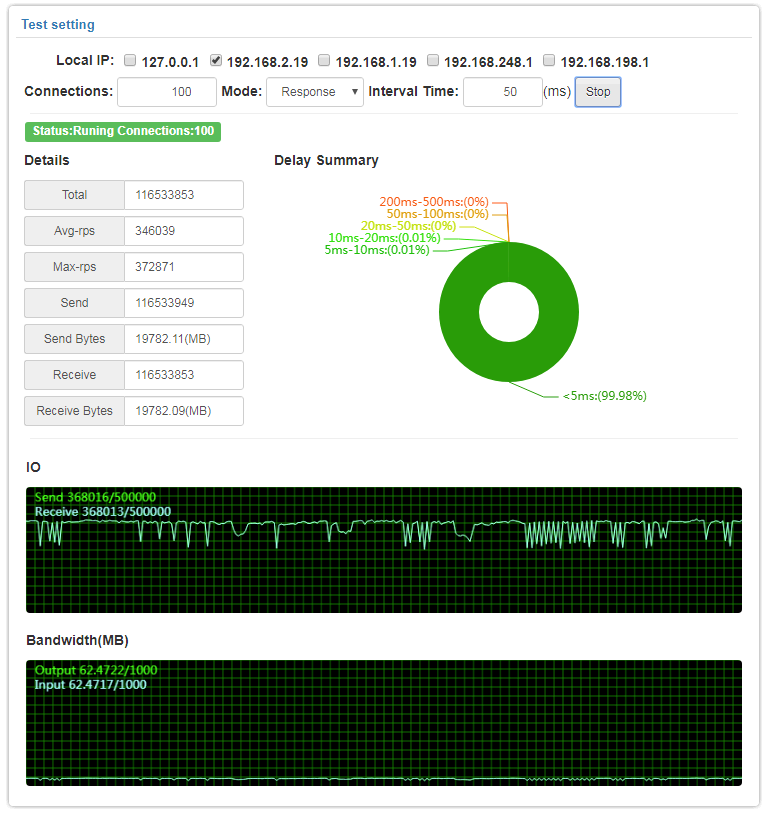 Test setting
Local IP: 127.0.0.1 192.168.2.19 192.168.1.19 192.168.248.1 192.168.198.1
Connections: 100 Mode: Response Interval Time: 50 (ms) Stop
Status:Runing Connections:100
Details
Total 116533853
Avg-rps 346039
Max-rps 372871
Send 116533949
Send Bytes 19782.11(MB)
Receive 116533853
Receive Bytes 19782.09(MB)
Delay Summary
200ms-500ms:(0%)
50ms-100ms:(0%)
20ms-50ms:(0%)
10ms-20ms:(0.01%)
5ms-10ms:(0.01%)
<5ms:(99.98%)
IO
Send 368016/500000
Receive 368013/500000
Bandwidth(MB)
Output 62.4722/1000
Input 62.4717/1000